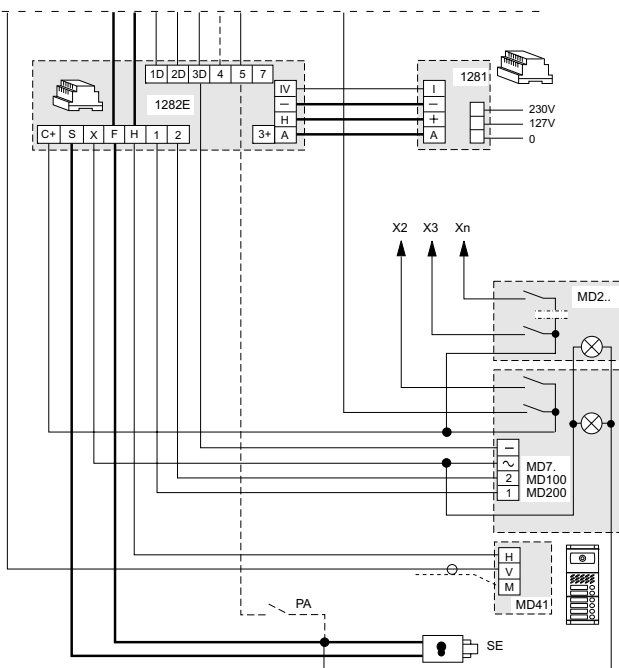 1D 2D 3D 4 5 7
1282E
IV
–
H
3+ A
C+ S X F H 1 2
1281
I
–
+
A
230V
127V
0
X2 X3 Xn
MD2..
–
~
2
1
MD7.
MD100
MD200
H
V
M
MD41
PA
SE